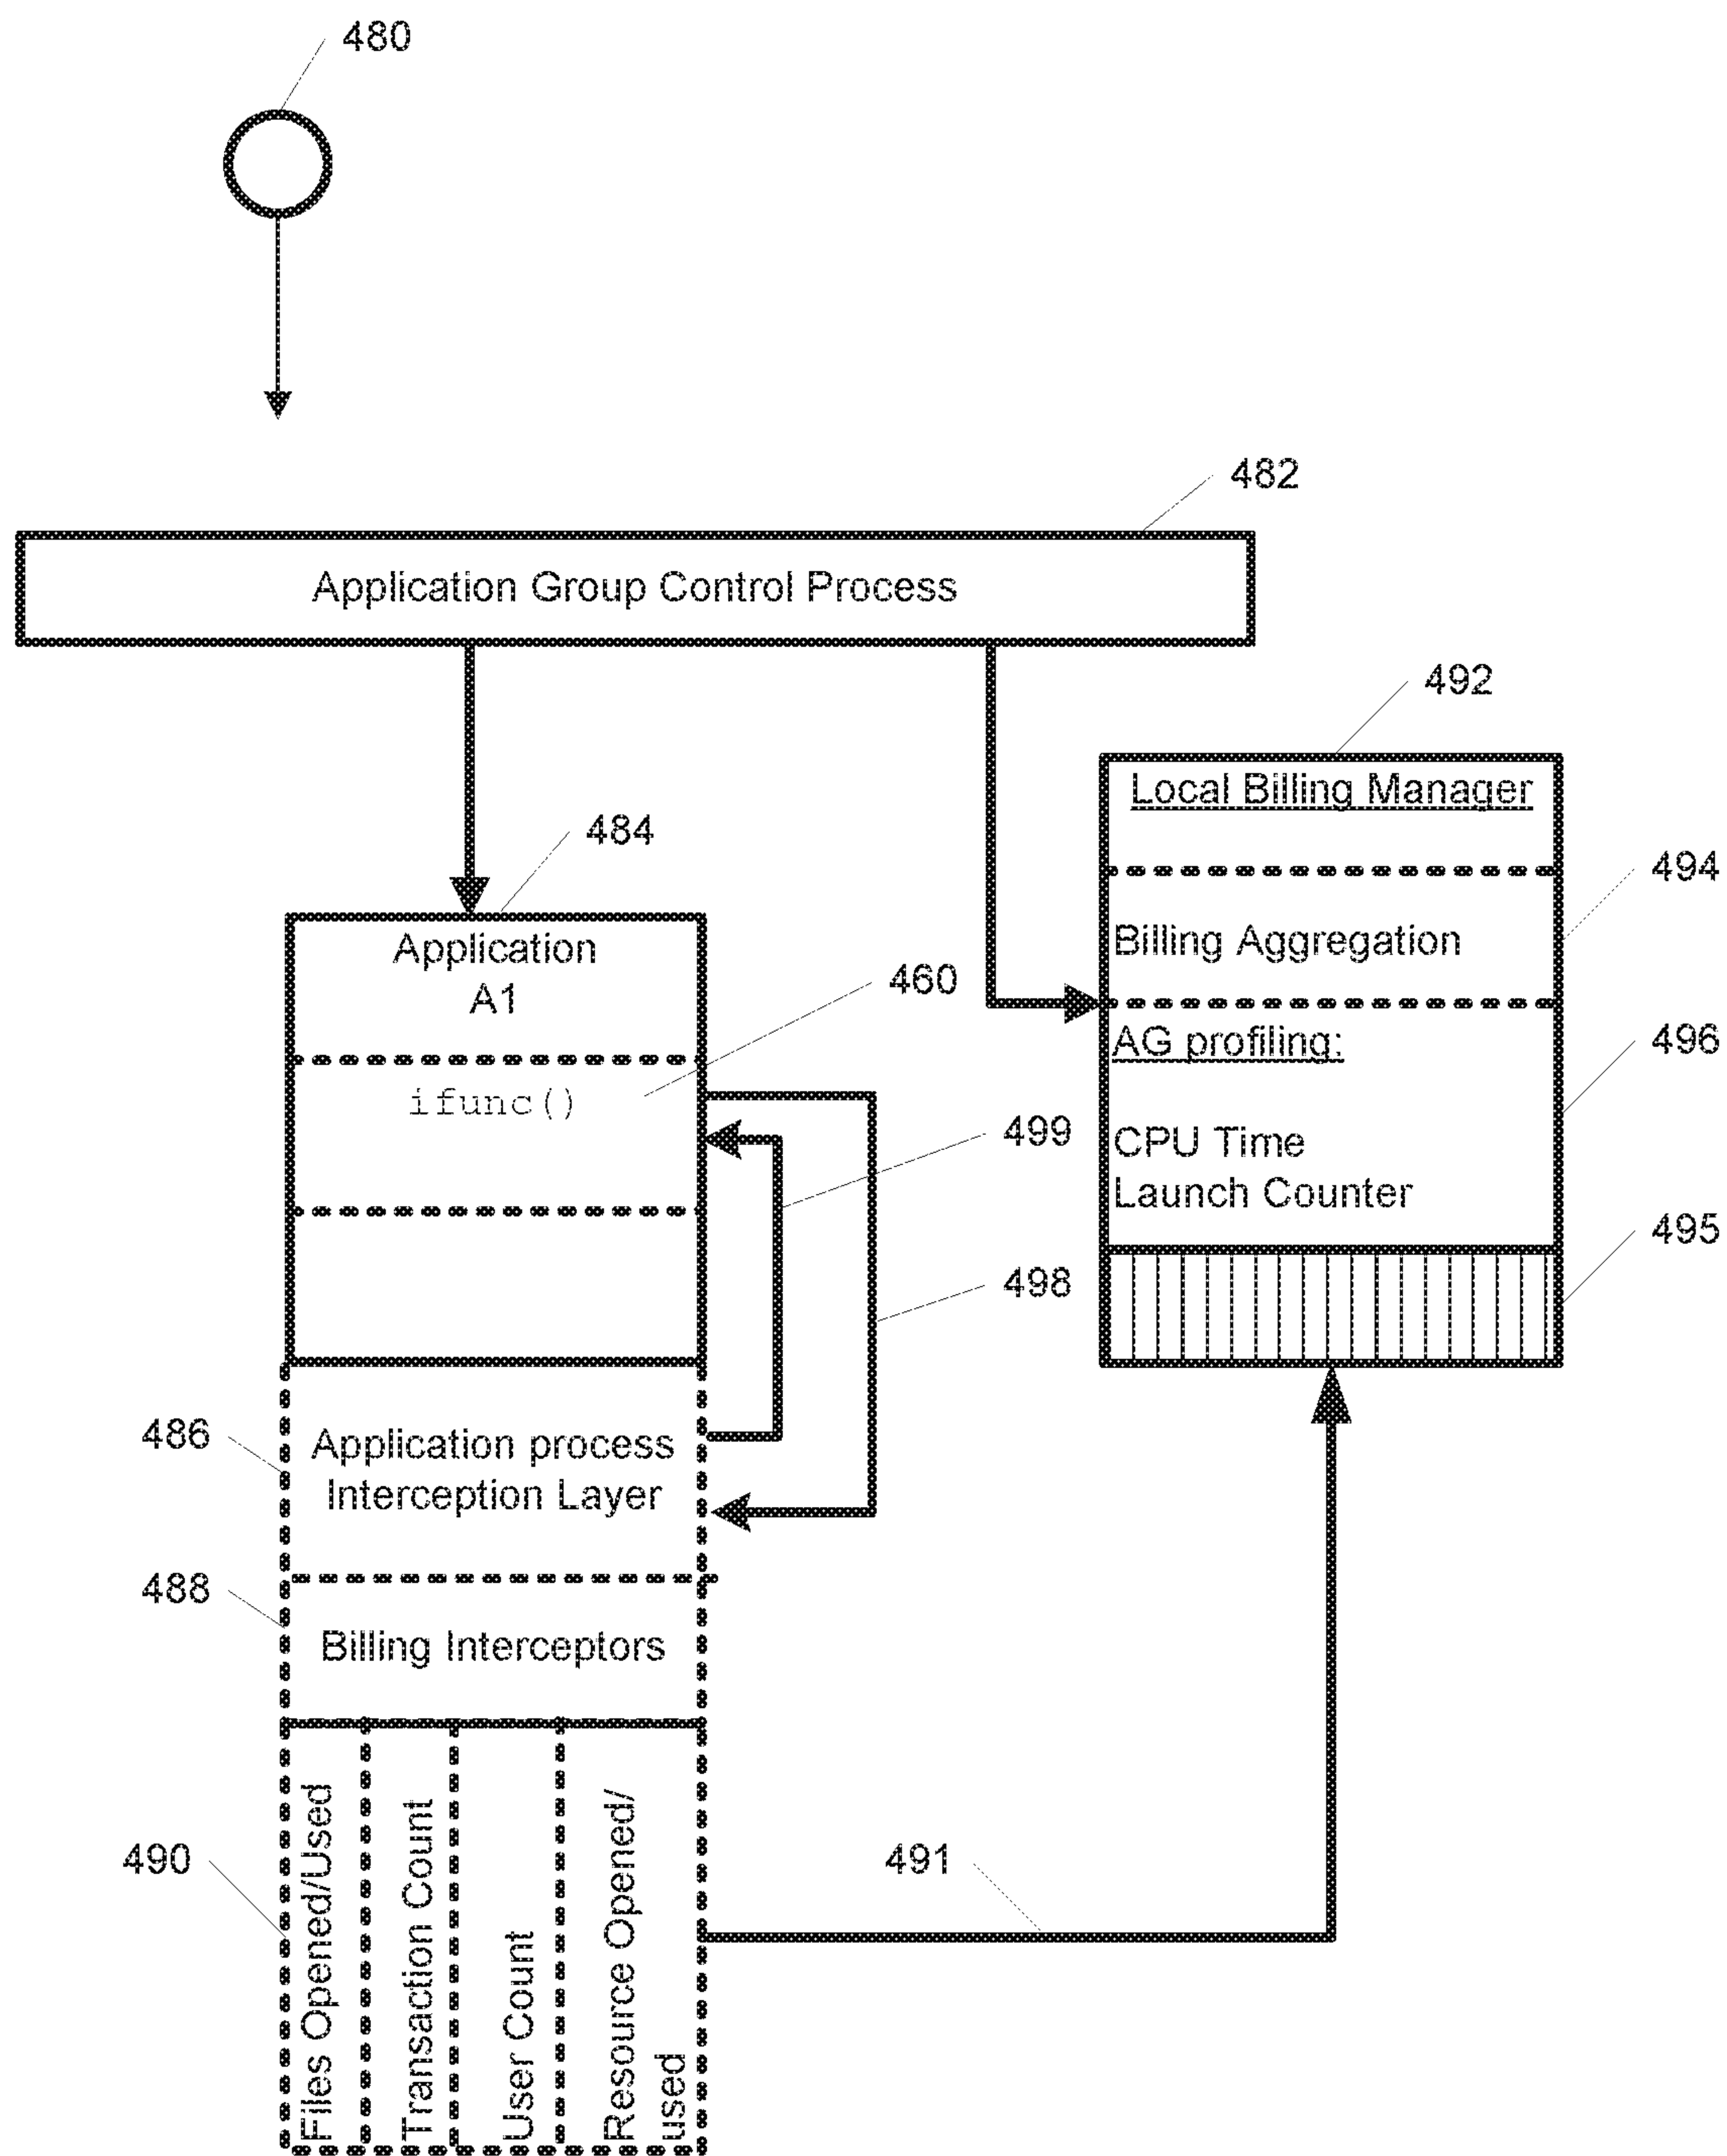 480
482
Application Group Control Process
492
Local Billing Manager
484
494
Application
A1
Billing Aggregation
460
496
AG profiling:
ifunc()
499
CPU Time
Launch Counter
495
498
486
Application process
Interception Layer
488
Billing Interceptors
490
491
Files Opened/Used
Transaction Count
User Count
Resource Opened/
used